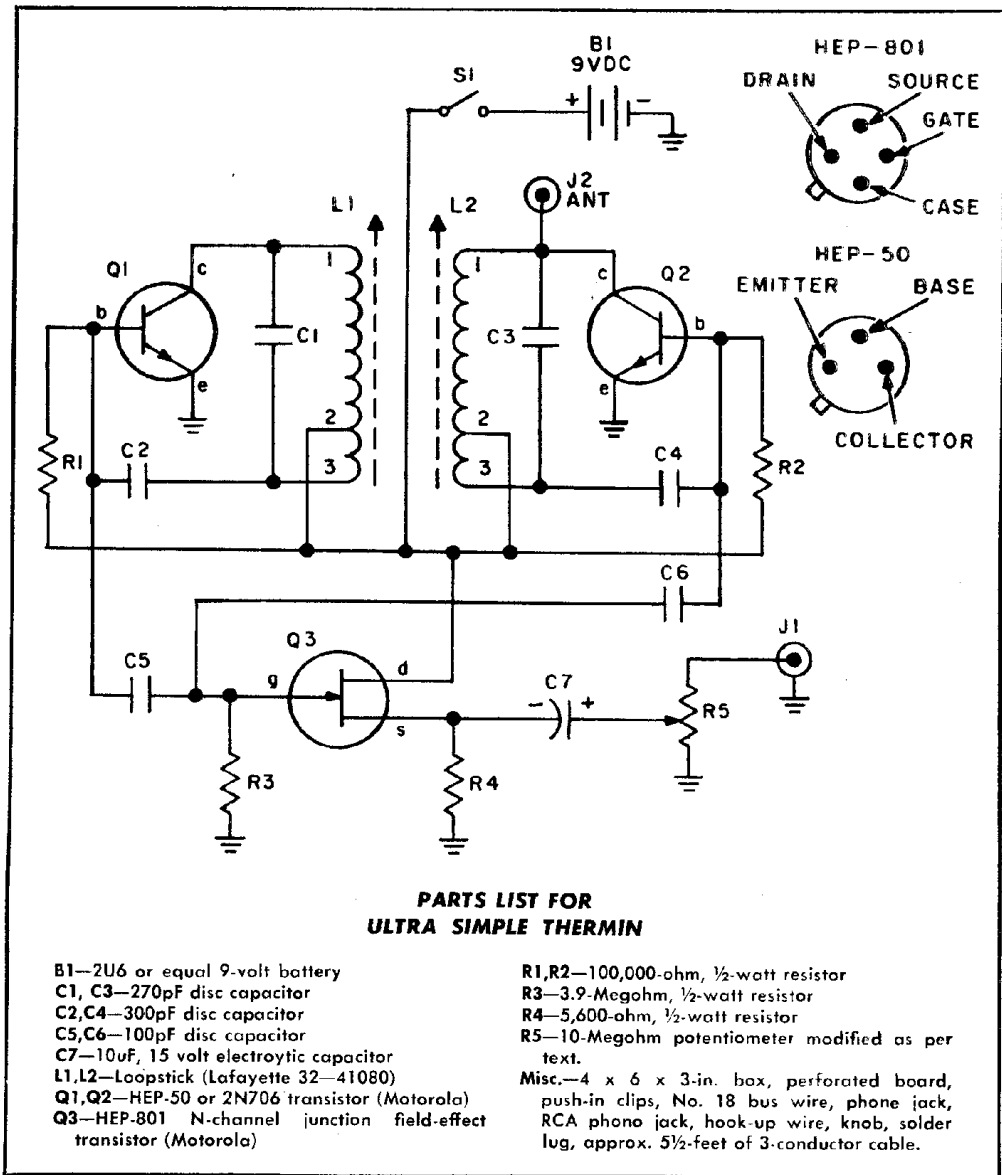 B1
9VDC
S1
+
-
HEP-801
DRAIN
SOURCE
GATE
CASE
J2
ANT
L1
L2
HEP-50
EMITTER
BASE
COLLECTOR
Q1
c
b
e
C1
1
2
3
1
2
3
C3
c
Q2
b
e
R1
C2
C4
R2
C6
Q3
C5
g
d
s
C7
- +
J1
R5
R3
R4
PARTS LIST FOR
ULTRA SIMPLE THERMIN
B1—2U6 or equal 9-volt battery
C1, C3—270pF disc capacitor
C2,C4—300pF disc capacitor
C5,C6—100pF disc capacitor
C7—10uF, 15 volt electroytic capacitor
L1,L2—Loopstick (Lafayette 32—41080)
Q1,Q2—HEP-50 or 2N706 transistor (Motorola)
Q3—HEP-801 N-channel junction field-effect
transistor (Motorola)
R1,R2—100,000-ohm, ½-watt resistor
R3—3.9-Megohm, ½-watt resistor
R4—5,600-ohm, ½-watt resistor
R5—10-Megohm potentiometer modified as per
text.
Misc.—4 x 6 x 3-in. box, perforated board,
push-in clips, No. 18 bus wire, phone jack,
RCA phono jack, hook-up wire, knob, solder
lug, approx. 5½-feet of 3-conductor cable.